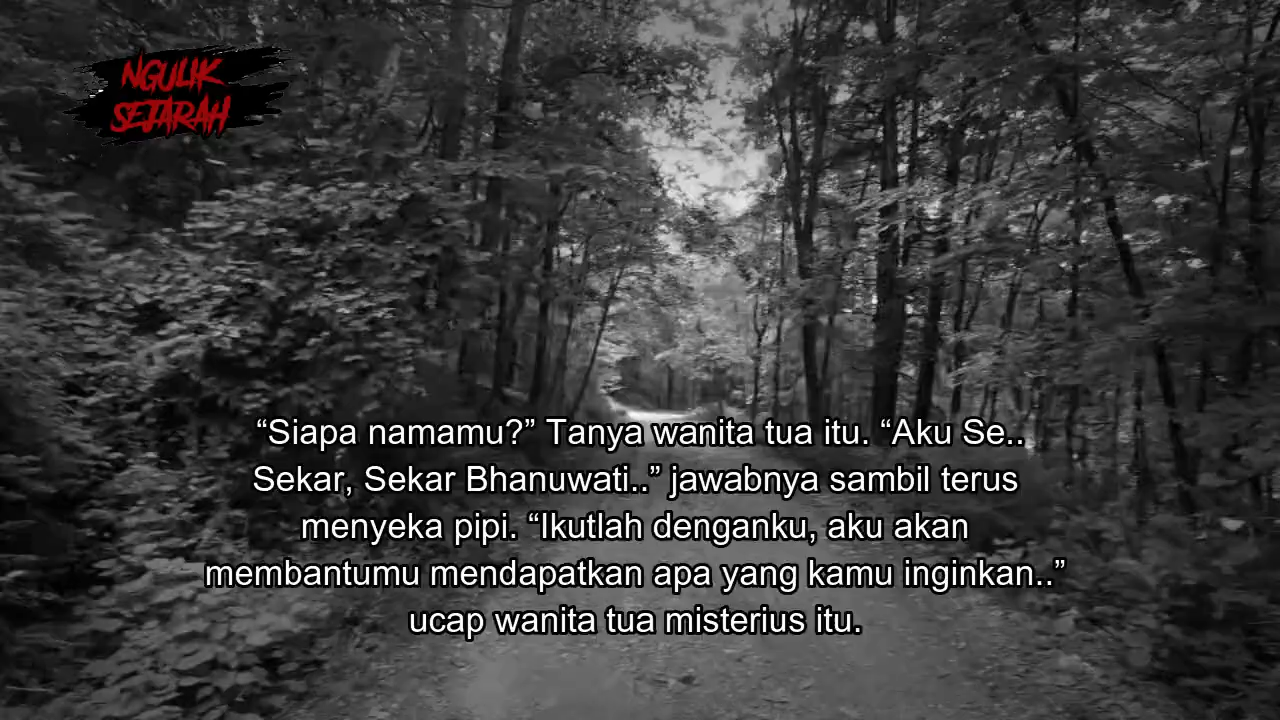 NGULIK
SEJARAH
“Siapa namamu?” Tanya wanita tua itu. “Aku Se..
Sekar, Sekar Bhanuwati..” jawabnya sambil terus
menyeka pipi. “Ikutlah denganku, aku akan
membantumu mendapatkan apa yang kamu inginkan..”
ucap wanita tua misterius itu.